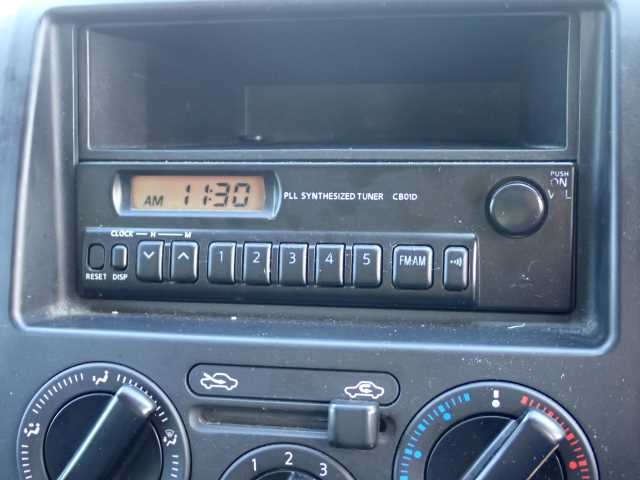 AM 11:30
PLL SYNTHESIZED TUNER CB01D
PUSH
ON
VOL
CLOCK H M
RESET DISP
1 2 3 4 5 FM·AM
1 2 3